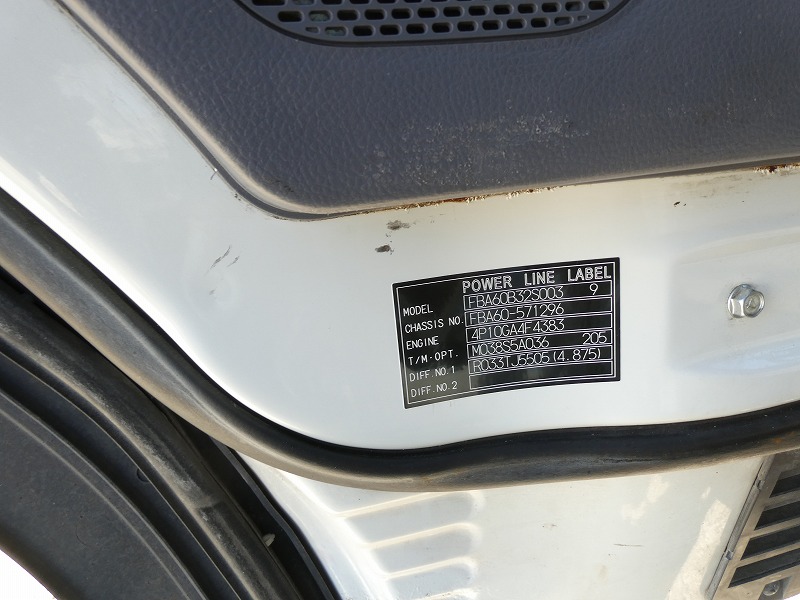 POWER LINE LABEL
MODEL FBA60B32S003 9
CHASSIS NO. FBA60-571296
ENGINE 4P10GA4F4383
T/M·OPT. M038S5A036 205
DIFF.NO.1 R033TJ5505(4.875)
DIFF.NO.2